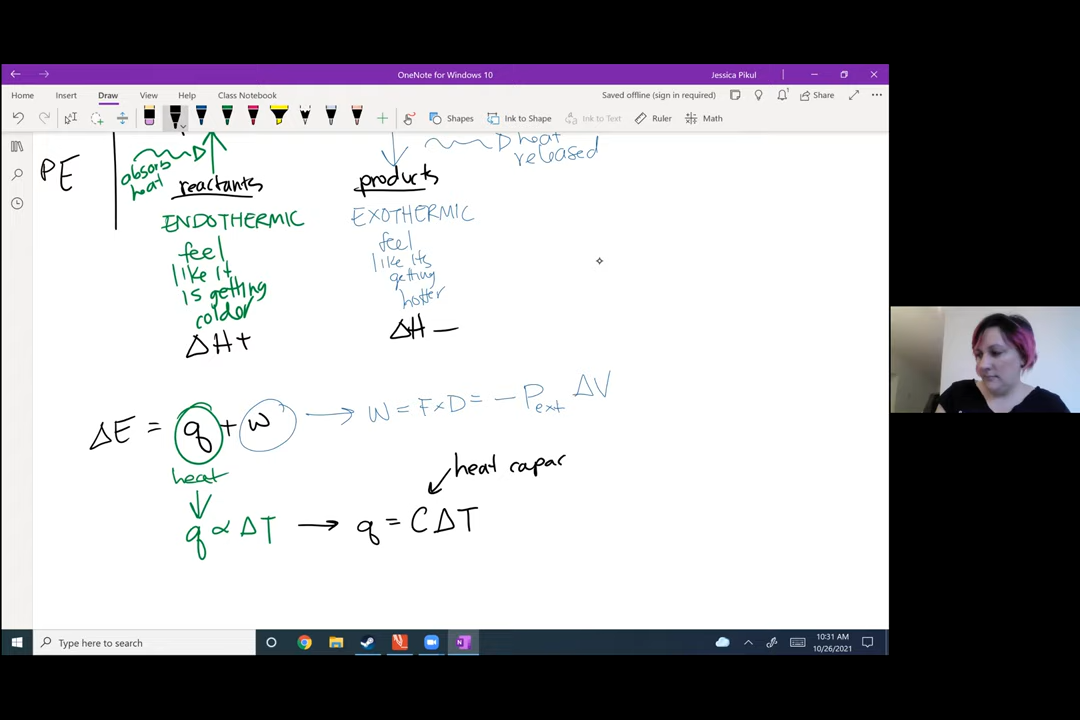 OneNote for Windows 10
Jessica Pikul
Home Insert Draw View Help Class Notebook
Saved offline (sign in required)
Share
Shapes
Ink to Shape
Ink to Text
Ruler
Math
PE
absorb
heat
reactants
ENDOTHERMIC
feel
like it
is getting
colder
ΔH+
heat
released
products
EXOTHERMIC
feel
like its
getting
hotter
ΔH −
ΔE = q + w → W = F×D = − Pext ΔV
heat
heat capac
q ∝ ΔT → q = CΔT
Type here to search
10:31 AM
10/26/2021